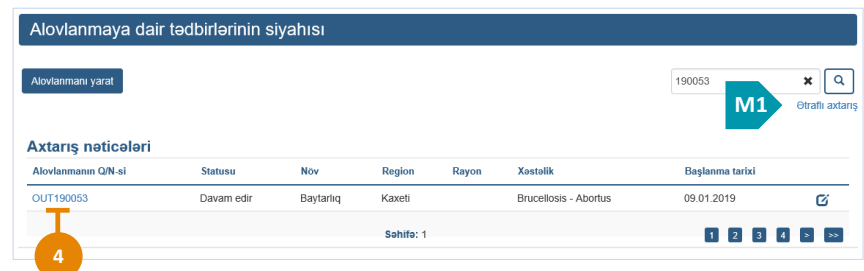 Alovlanmaya dair tədbirlərinin siyahısı
Alovlanmanı yarat
190053
M1
Ətraflı axtarış
Axtarış nəticələri
Alovlanmanın Q/N-si Statusu Növ Region Rayon Xəstəlik Başlanma tarixi
OUT190053 Davam edir Baytarlıq Kaxeti Brucellosis - Abortus 09.01.2019
Səhifə: 1
1 2 3 4 > >>
4